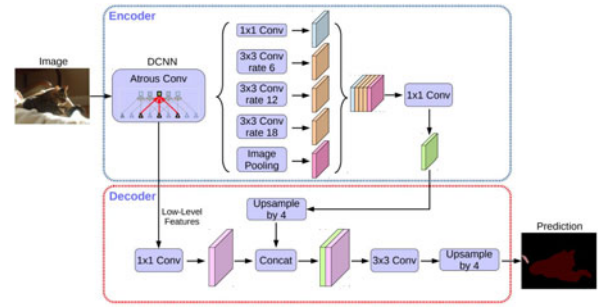 Encoder
Image
DCNN
Atrous Conv
1x1 Conv
3x3 Conv
rate 6
3x3 Conv
rate 12
3x3 Conv
rate 18
Image
Pooling
1x1 Conv
Decoder
Low-Level
Features
Upsample
by 4
1x1 Conv
Concat
3x3 Conv
Upsample
by 4
Prediction